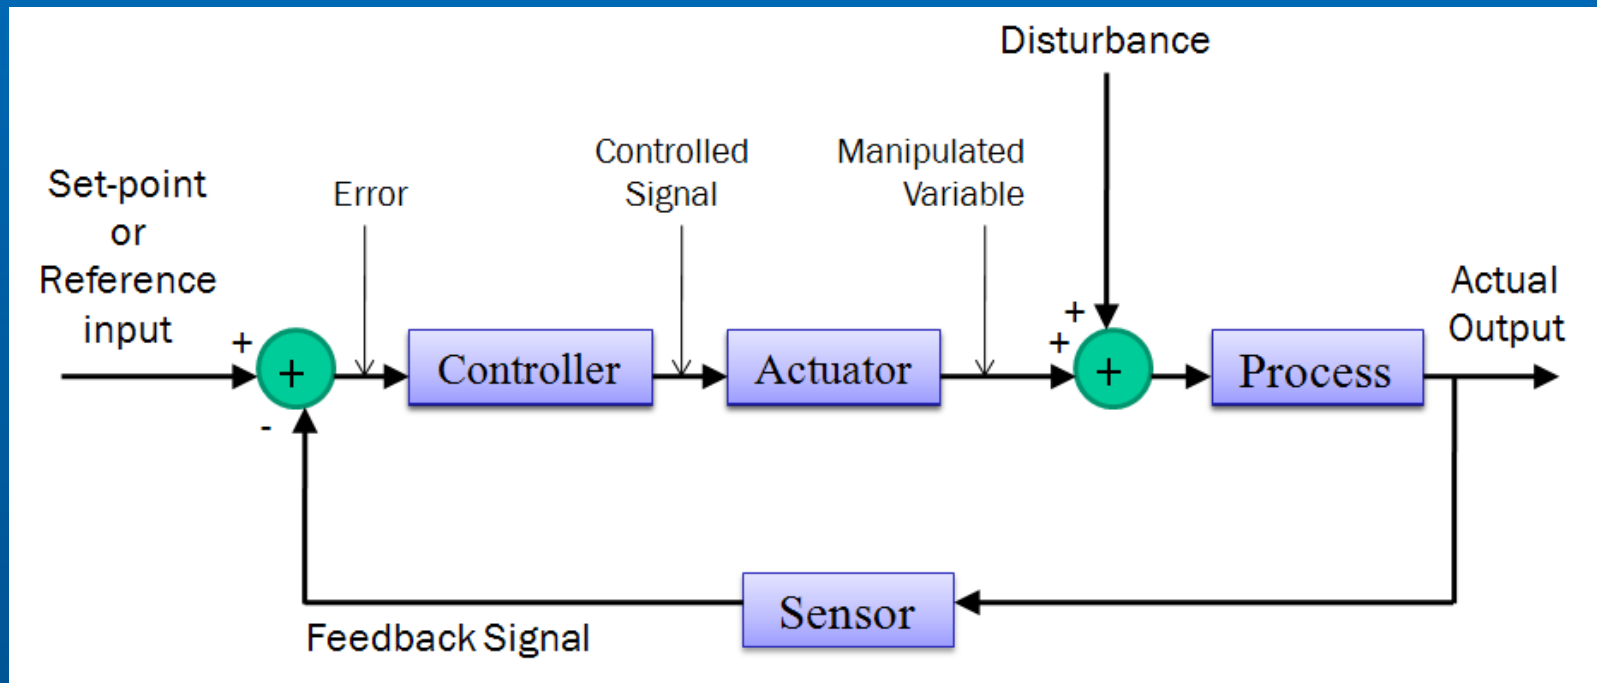 Disturbance
Set-point
or
Reference
input
Error
Controlled
Signal
Manipulated
Variable
Actual
Output
+
+
+
+
+
-
Controller
Actuator
Process
Sensor
Feedback Signal